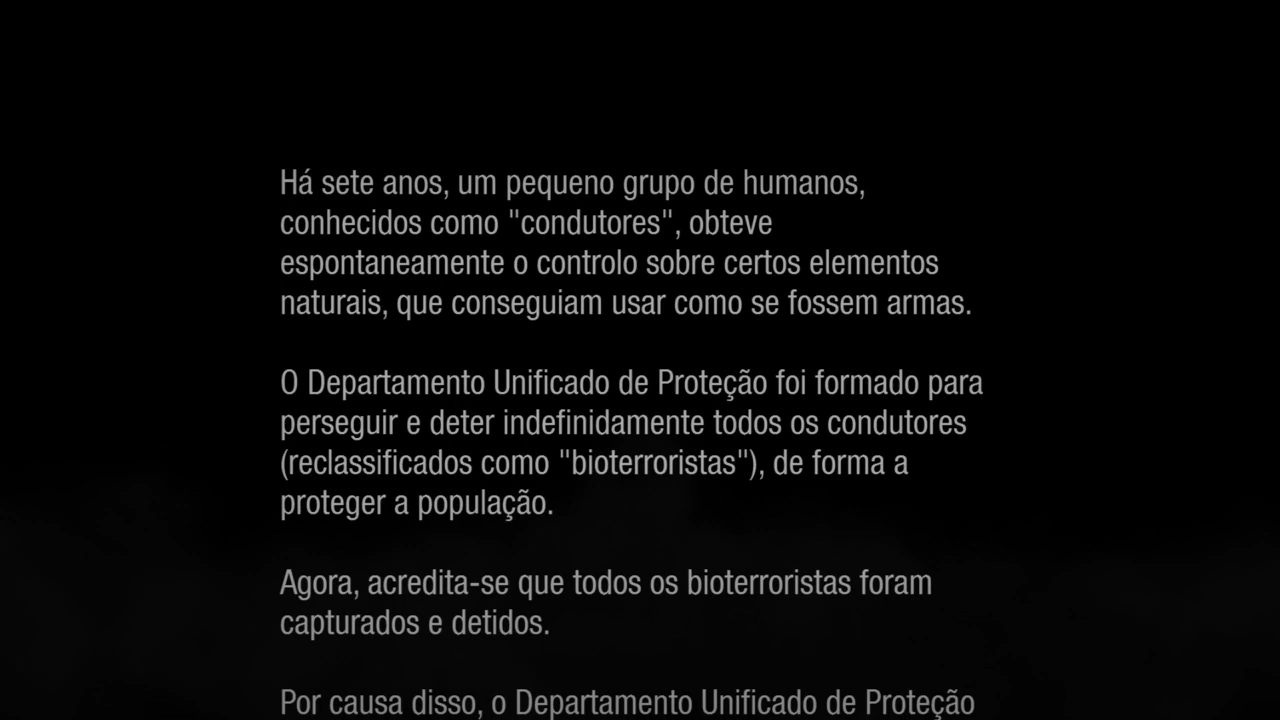 Há sete anos, um pequeno grupo de humanos,
conhecidos como "condutores", obteve
espontaneamente o controlo sobre certos elementos
naturais, que conseguiam usar como se fossem armas.
O Departamento Unificado de Proteção foi formado para
perseguir e deter indefinidamente todos os condutores
(reclassificados como "bioterroristas"), de forma a
proteger a população.
Agora, acredita-se que todos os bioterroristas foram
capturados e detidos.
Por causa disso, o Departamento Unificado de Proteção